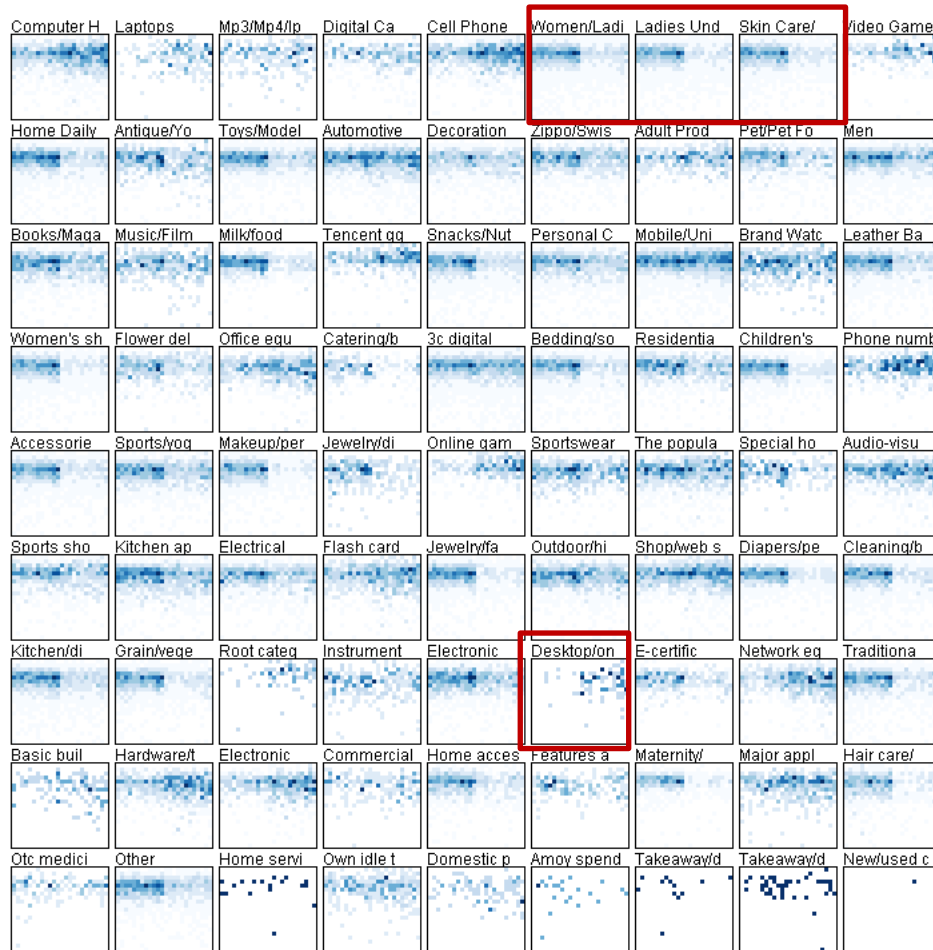 Computer H Laptops Mp3/Mp4/Ip Digital Ca Cell Phone Women/Ladi Ladies Und Skin Care/ Video Game
Home Daily Antique/Yo Toys/Model Automotive Decoration Zippo/Swis Adult Prod Pet/Pet Fo Men
Books/Maga Music/Film Milk/food Tencent qq Snacks/Nut Personal C Mobile/Uni Brand Watc Leather Ba
Women's sh Flower del Office equ Catering/b 3c digital Bedding/so Residentia Children's Phone numb
Accessorie Sports/yog Makeup/per Jewelry/di Online gam Sportswear The popula Special ho Audio-visu
Sports sho Kitchen ap Electrical Flash card Jewelry/fa Outdoor/hi Shop/web s Diapers/pe Cleaning/b
Kitchen/di Grain/vege Root categ Instrument Electronic Desktop/on E-certific Network eq Traditiona
Basic buil Hardware/t Electronic Commercial Home acces Features a Maternity/ Major appl Hair care/
Otc medici Other Home servi Own idle t Domestic p Amoy spend Takeaway/d Takeaway/d New/used c